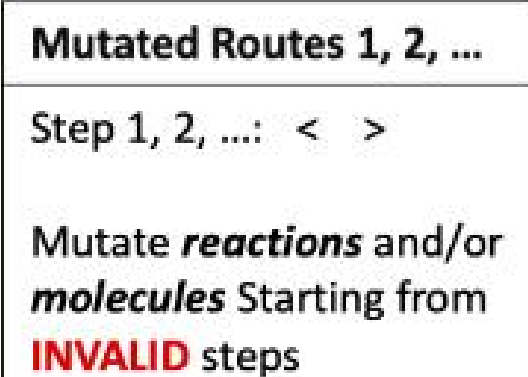 Mutated Routes 1, 2, ...
Step 1, 2, ...: < >
Mutate reactions and/or
molecules Starting from
INVALID steps